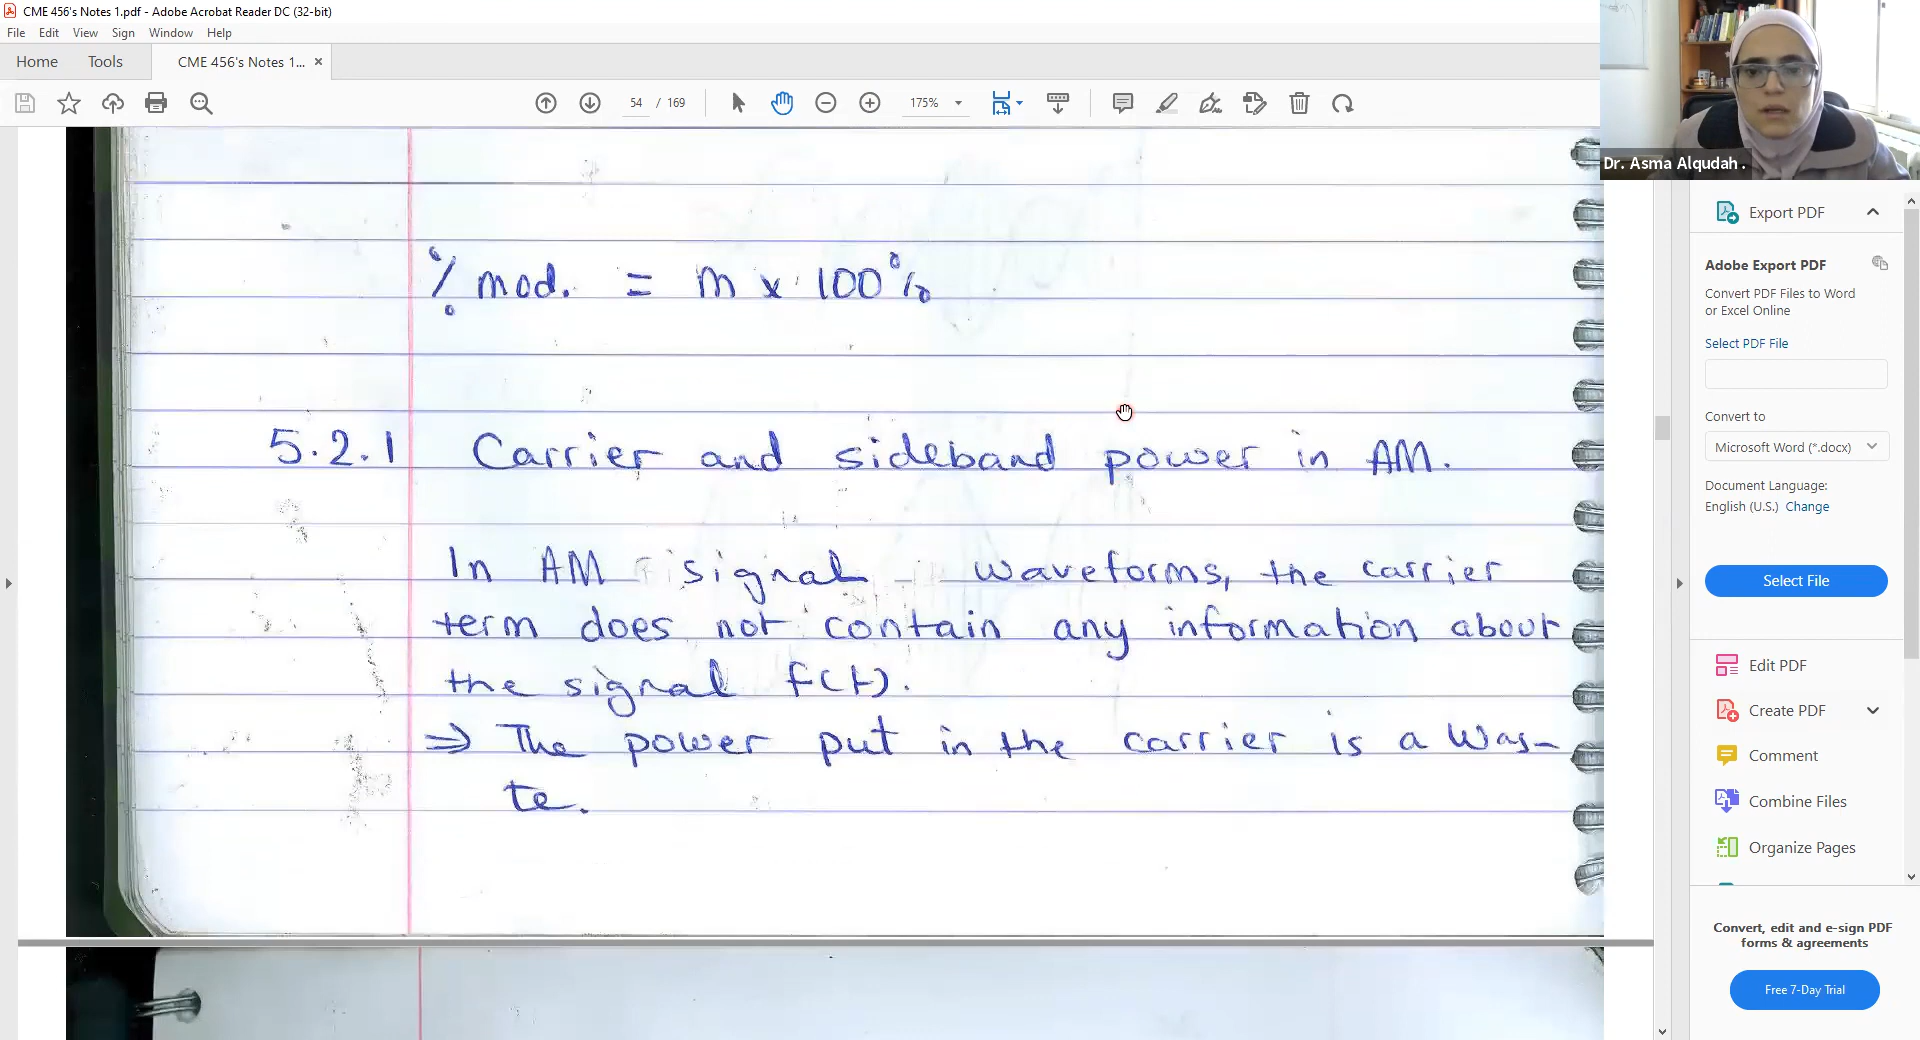 CME 456's Notes 1.pdf - Adobe Acrobat Reader DC (32-bit)
File Edit View Sign Window Help
Home Tools CME 456's Notes 1... ×
54 / 169 175%
Dr. Asma Alqudah .
% mod. = m x 100%
5.2.1 Carrier and sideband power in AM.
In AM signal waveforms, the carrier
term does not contain any information about
the signal f(t).
⇒ The power put in the carrier is a was-
te.
Export PDF
Adobe Export PDF
Convert PDF Files to Word
or Excel Online
Select PDF File
Convert to
Microsoft Word (*.docx)
Document Language:
English (U.S.) Change
Select File
Edit PDF
Create PDF
Comment
Combine Files
Organize Pages
Convert, edit and e-sign PDF
forms & agreements
Free 7-Day Trial